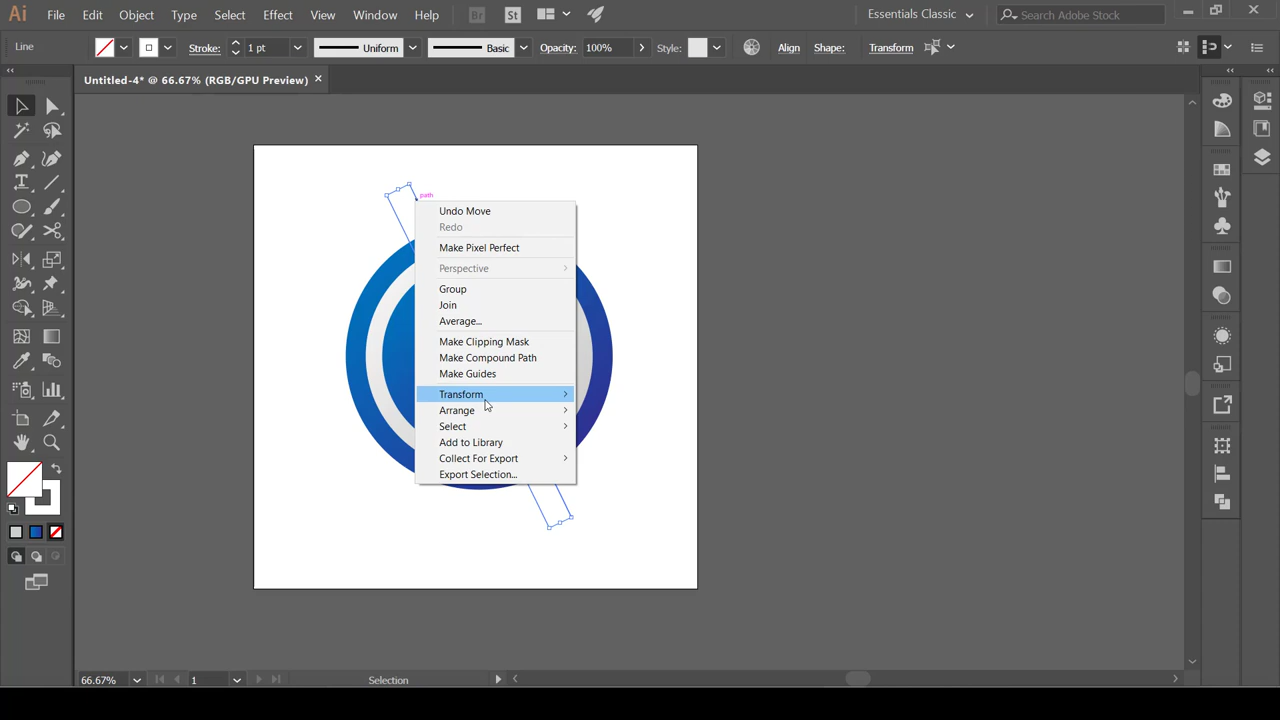 Ai File Edit Object Type Select Effect View Window Help Br St Essentials Classic Search Adobe Stock
Line Stroke: 1 pt Uniform Basic Opacity: 100% Style: Align Shape: Transform
Untitled-4* @ 66.67% (RGB/GPU Preview)
path
Undo Move
Redo
Make Pixel Perfect
Perspective
Group
Join
Average...
Make Clipping Mask
Make Compound Path
Make Guides
Transform
Arrange
Select
Add to Library
Collect For Export
Export Selection...
66.67% 1 Selection